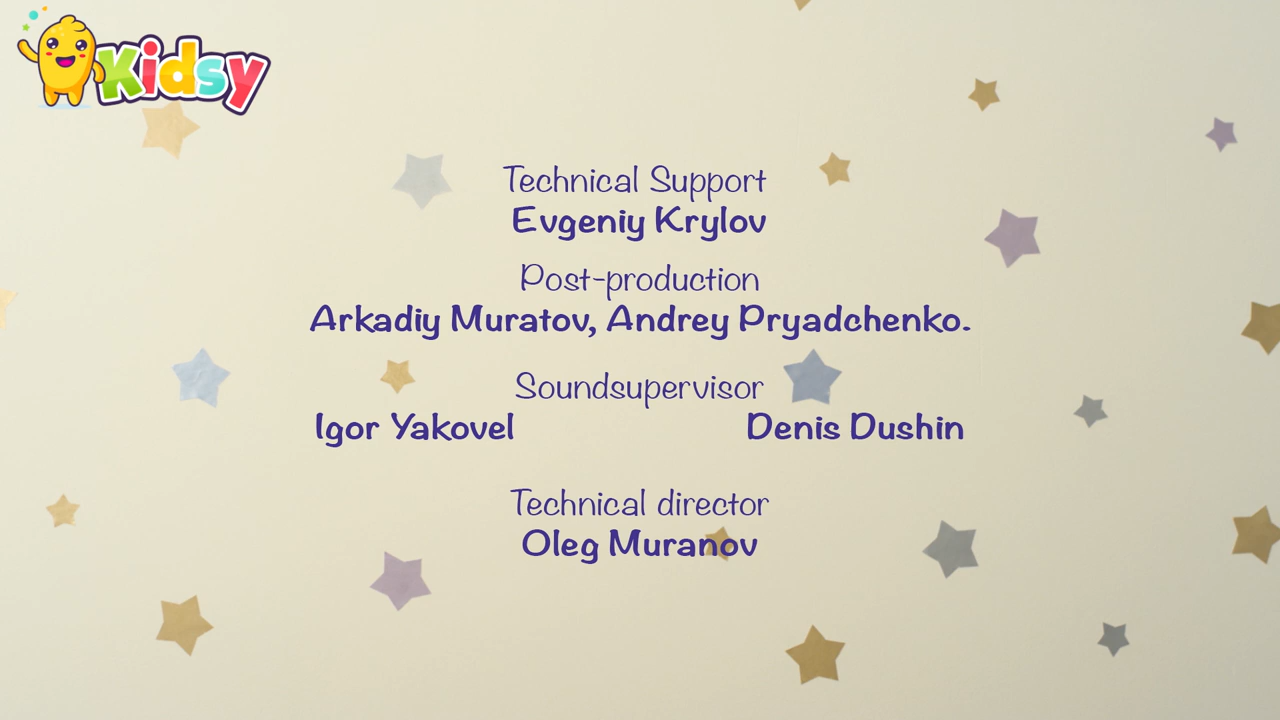 Kidsy
Technical Support
Evgeniy Krylov
Post-production
Arkadiy Muratov, Andrey Pryadchenko.
Soundsupervisor
Igor Yakovel Denis Dushin
Technical director
Oleg Muranov